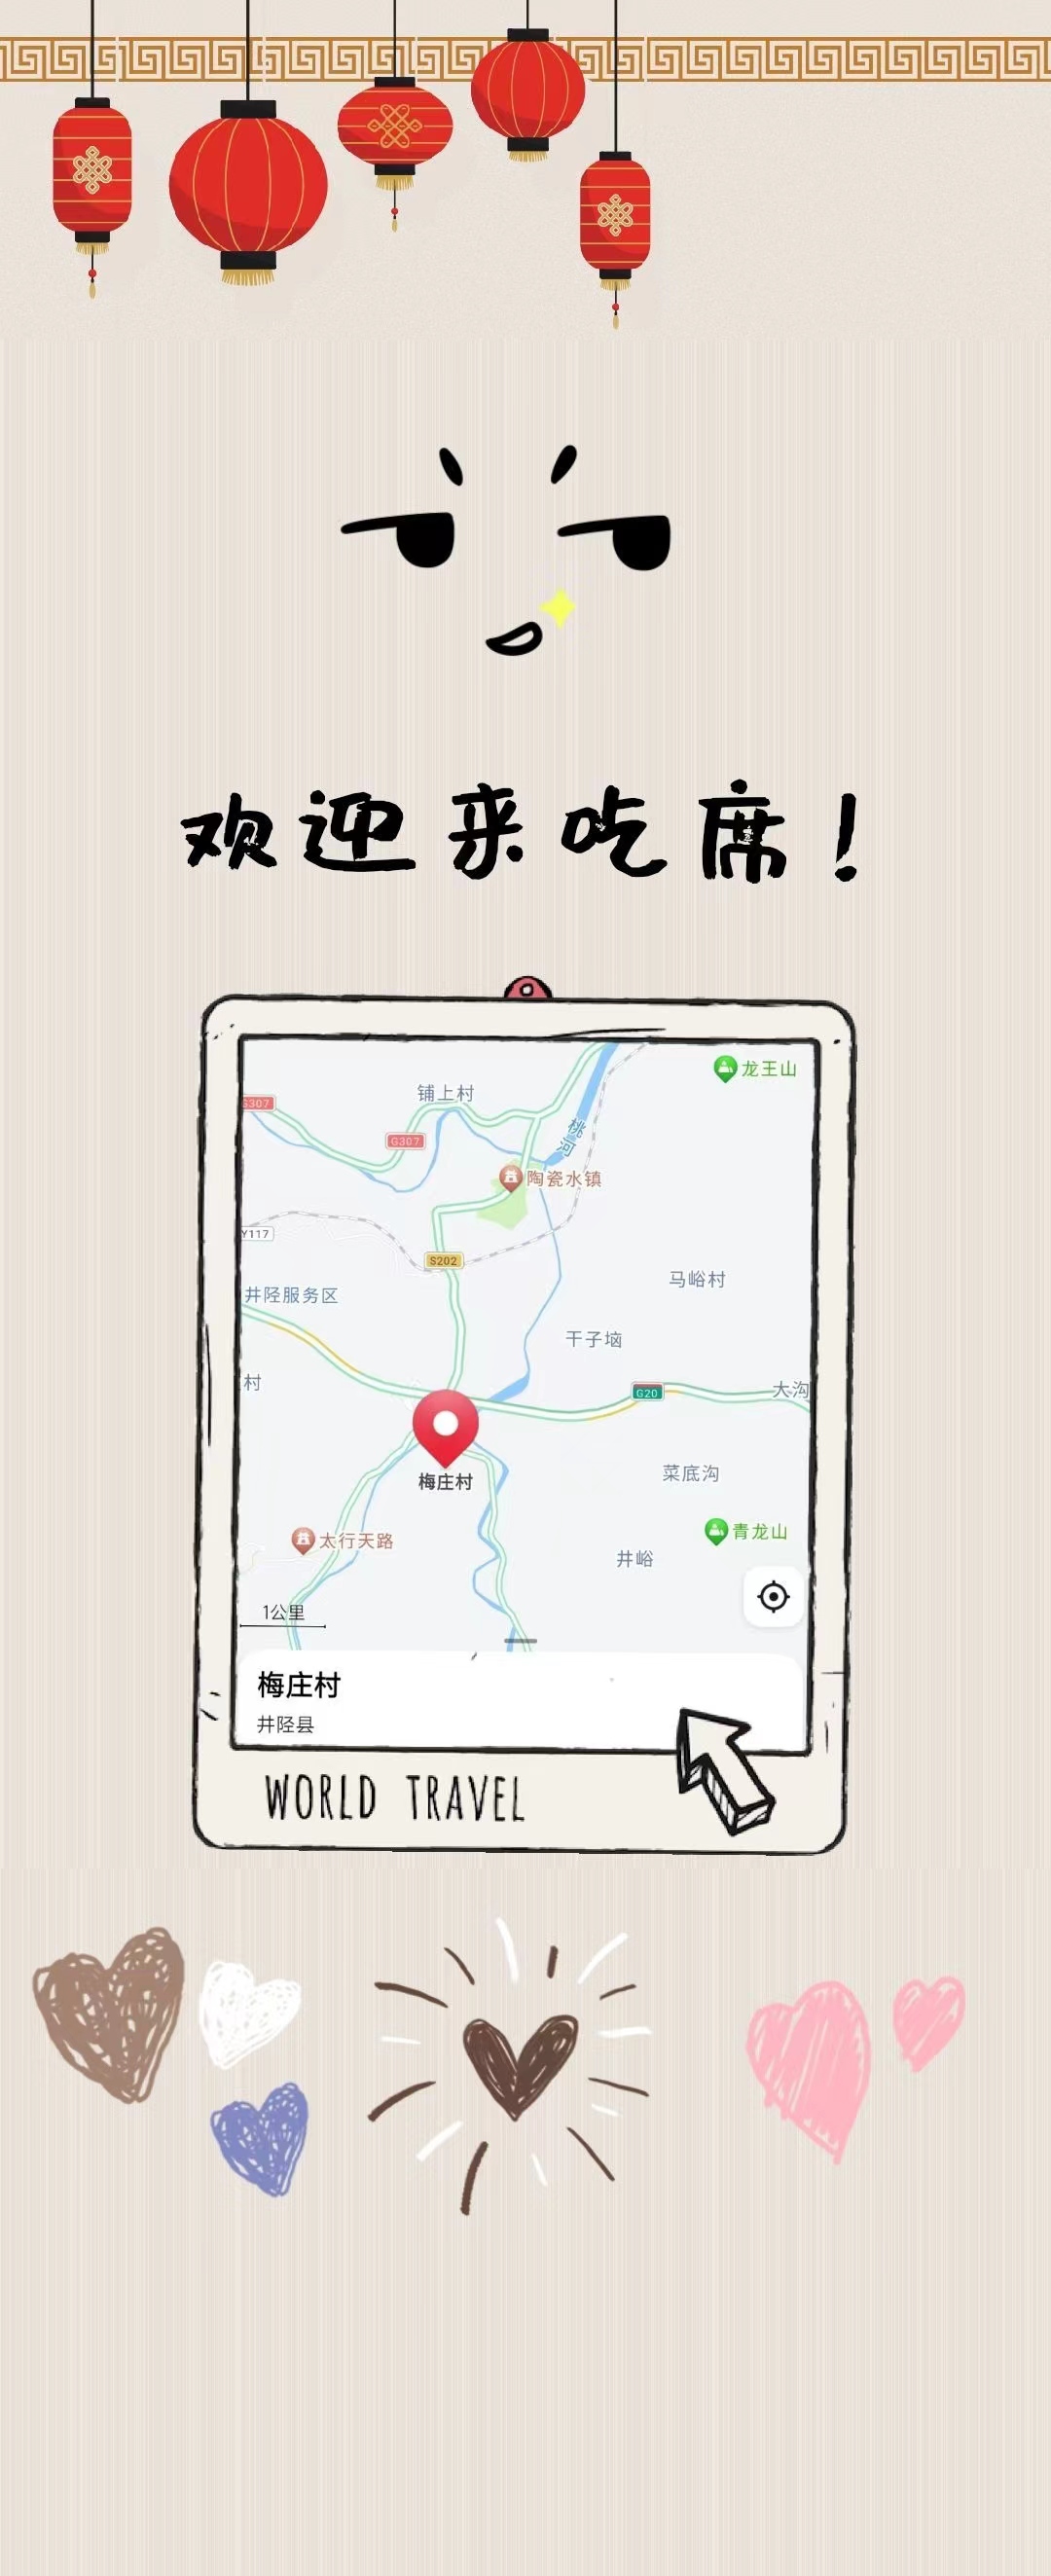 欢迎来吃席！
龙王山
铺上村
G307
G307
桃河
陶瓷水镇
Y117
S202
马峪村
井陉服务区
干子垴
村
G20
大沟
梅庄村
菜底沟
青龙山
太行天路
井峪
1公里
梅庄村
井陉县
WORLD TRAVEL